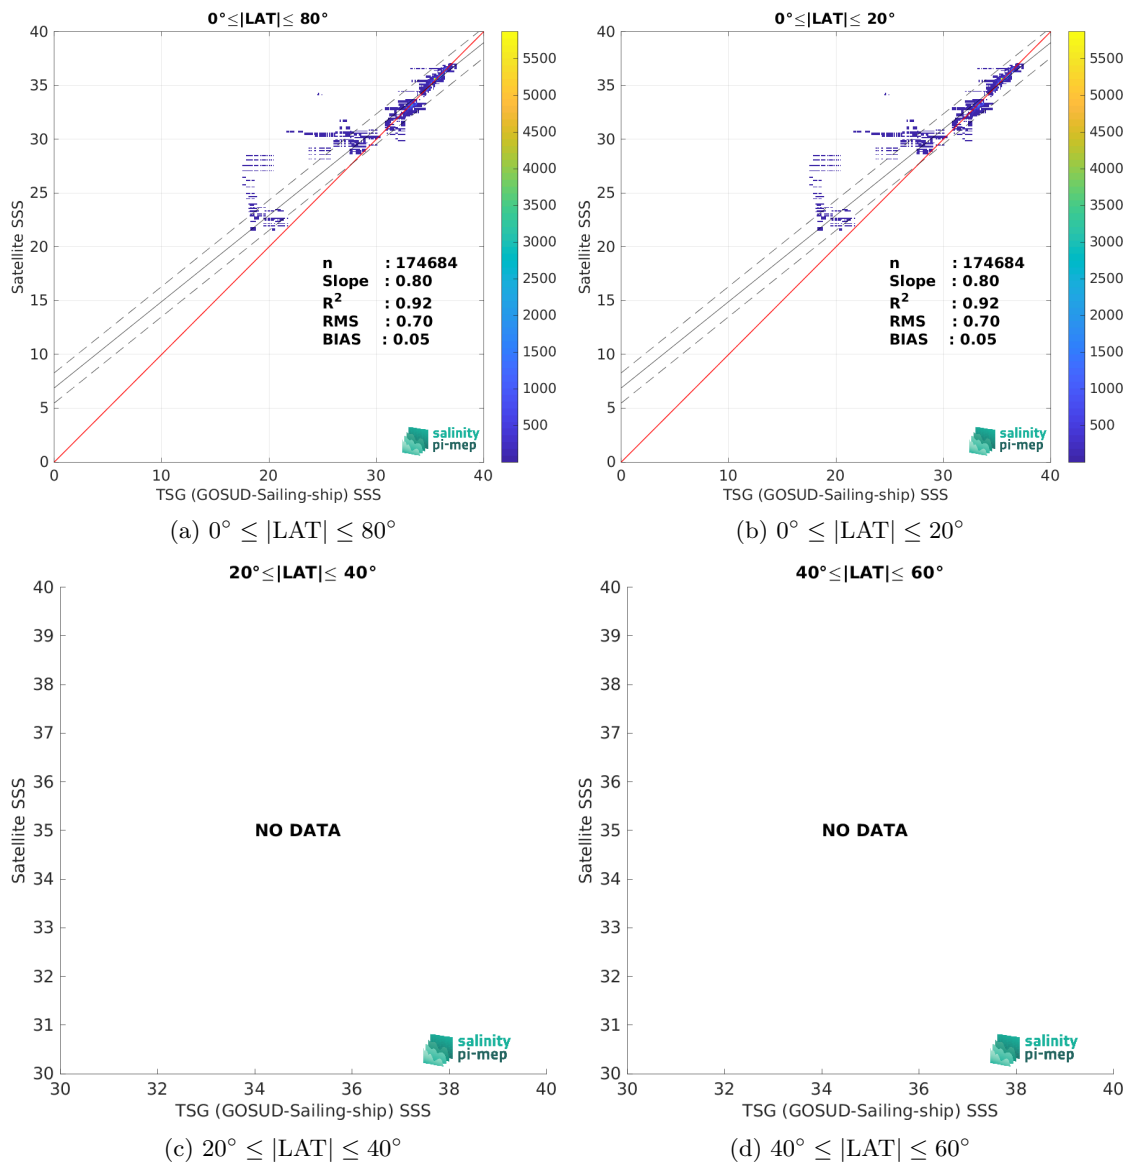 0°≤|LAT|≤ 80°
40
35
30
25
20
15
10
5
0
0
10
20
30
40
Satellite SSS
TSG (GOSUD-Sailing-ship) SSS
n : 174684
Slope : 0.80
R² : 0.92
RMS : 0.70
BIAS : 0.05
salinity
pi-mep
5500
5000
4500
4000
3500
3000
2500
2000
1500
1000
500
(a) 0° ≤ |LAT| ≤ 80°
0°≤|LAT|≤ 20°
40
35
30
25
20
15
10
5
0
0
10
20
30
40
Satellite SSS
TSG (GOSUD-Sailing-ship) SSS
n : 174684
Slope : 0.80
R² : 0.92
RMS : 0.70
BIAS : 0.05
salinity
pi-mep
5500
5000
4500
4000
3500
3000
2500
2000
1500
1000
500
(b) 0° ≤ |LAT| ≤ 20°
20°≤|LAT|≤ 40°
40
39
38
37
36
35
34
33
32
31
30
30
32
34
36
38
40
Satellite SSS
NO DATA
salinity
pi-mep
TSG (GOSUD-Sailing-ship) SSS
(c) 20° ≤ |LAT| ≤ 40°
40°≤|LAT|≤ 60°
40
39
38
37
36
35
34
33
32
31
30
30
32
34
36
38
40
Satellite SSS
NO DATA
salinity
pi-mep
TSG (GOSUD-Sailing-ship) SSS
(d) 40° ≤ |LAT| ≤ 60°